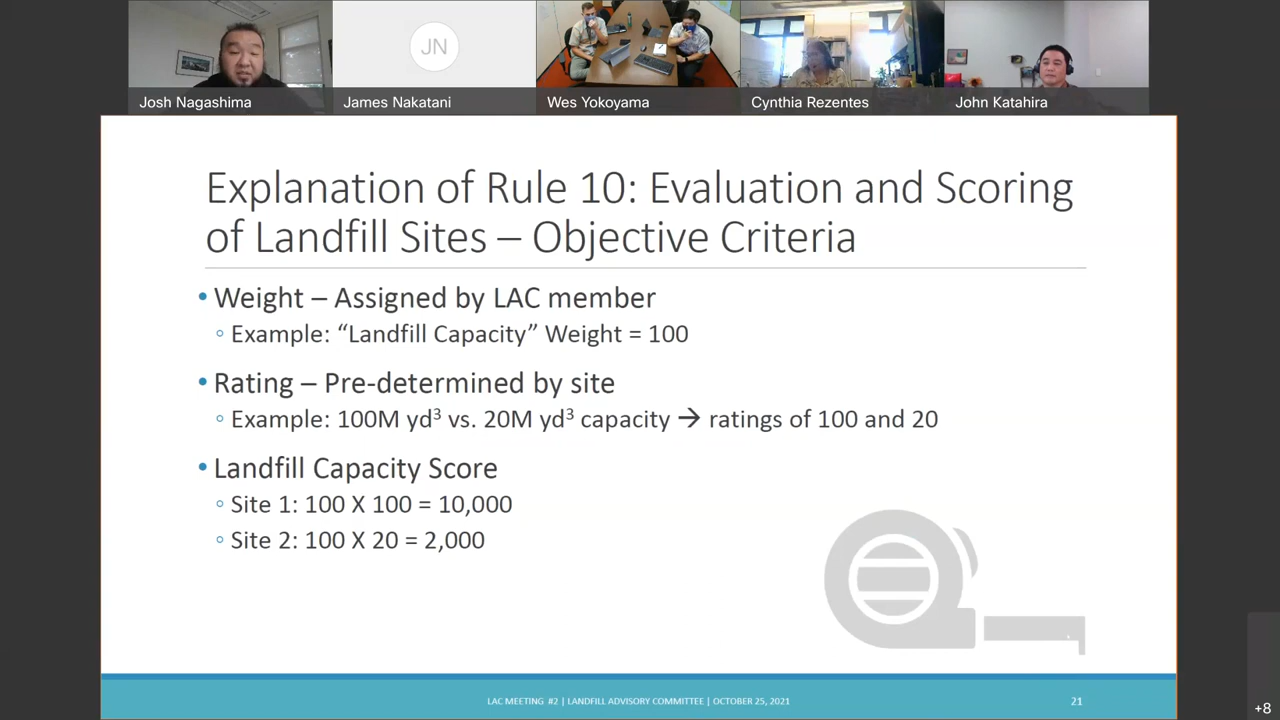 JN
Josh Nagashima
James Nakatani
Wes Yokoyama
Cynthia Rezentes
John Katahira
Explanation of Rule 10: Evaluation and Scoring
of Landfill Sites – Objective Criteria
• Weight – Assigned by LAC member
◦ Example: “Landfill Capacity” Weight = 100
• Rating – Pre-determined by site
◦ Example: 100M yd³ vs. 20M yd³ capacity → ratings of 100 and 20
• Landfill Capacity Score
◦ Site 1: 100 X 100 = 10,000
◦ Site 2: 100 X 20 = 2,000
LAC MEETING #2 | LANDFILL ADVISORY COMMITTEE | OCTOBER 25, 2021
21
+8